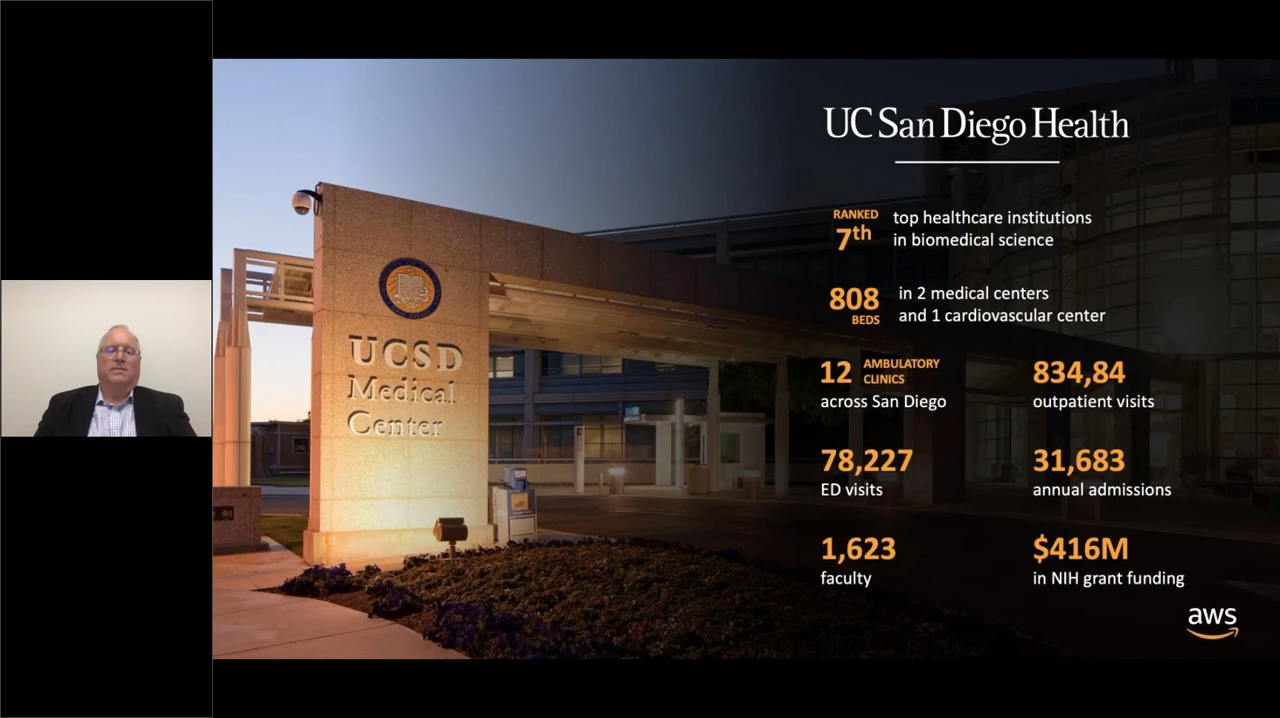 UC San Diego Health
RANKED
7th
top healthcare institutions
in biomedical science
808
BEDS
in 2 medical centers
and 1 cardiovascular center
12 AMBULATORY
CLINICS
across San Diego
834,84
outpatient visits
78,227
ED visits
31,683
annual admissions
1,623
faculty
$416M
in NIH grant funding
aws
UCSD
Medical
Center